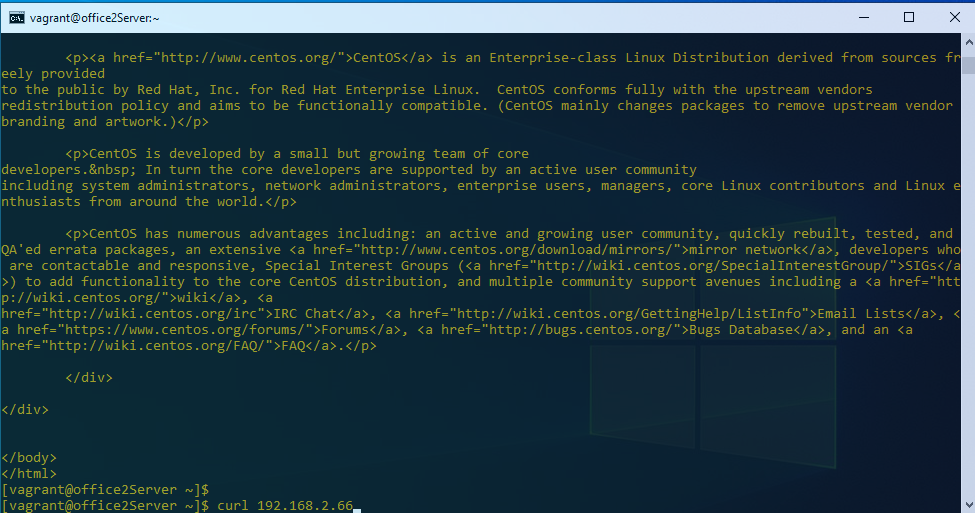 vagrant@office2Server:~
<p><a href="http://www.centos.org/">CentOS</a> is an Enterprise-class Linux Distribution derived from sources fr
eely provided
to the public by Red Hat, Inc. for Red Hat Enterprise Linux.  CentOS conforms fully with the upstream vendors
redistribution policy and aims to be functionally compatible. (CentOS mainly changes packages to remove upstream vendor
branding and artwork.)</p>
<p>CentOS is developed by a small but growing team of core
developers.&nbsp; In turn the core developers are supported by an active user community
including system administrators, network administrators, enterprise users, managers, core Linux contributors and Linux e
nthusiasts from around the world.</p>
<p>CentOS has numerous advantages including: an active and growing user community, quickly rebuilt, tested, and
QA'ed errata packages, an extensive <a href="http://www.centos.org/download/mirrors/">mirror network</a>, developers who
are contactable and responsive, Special Interest Groups (<a href="http://wiki.centos.org/SpecialInterestGroup/">SIGs</a
>) to add functionality to the core CentOS distribution, and multiple community support avenues including a <a href="htt
p://wiki.centos.org/">wiki</a>, <a
href="http://wiki.centos.org/irc">IRC Chat</a>, <a href="http://wiki.centos.org/GettingHelp/ListInfo">Email Lists</a>, <
a href="https://www.centos.org/forums/">Forums</a>, <a href="http://bugs.centos.org/">Bugs Database</a>, and an <a
href="http://wiki.centos.org/FAQ/">FAQ</a>.</p>
</div>
</div>
</body>
</html>
[vagrant@office2Server ~]$
[vagrant@office2Server ~]$ curl 192.168.2.66